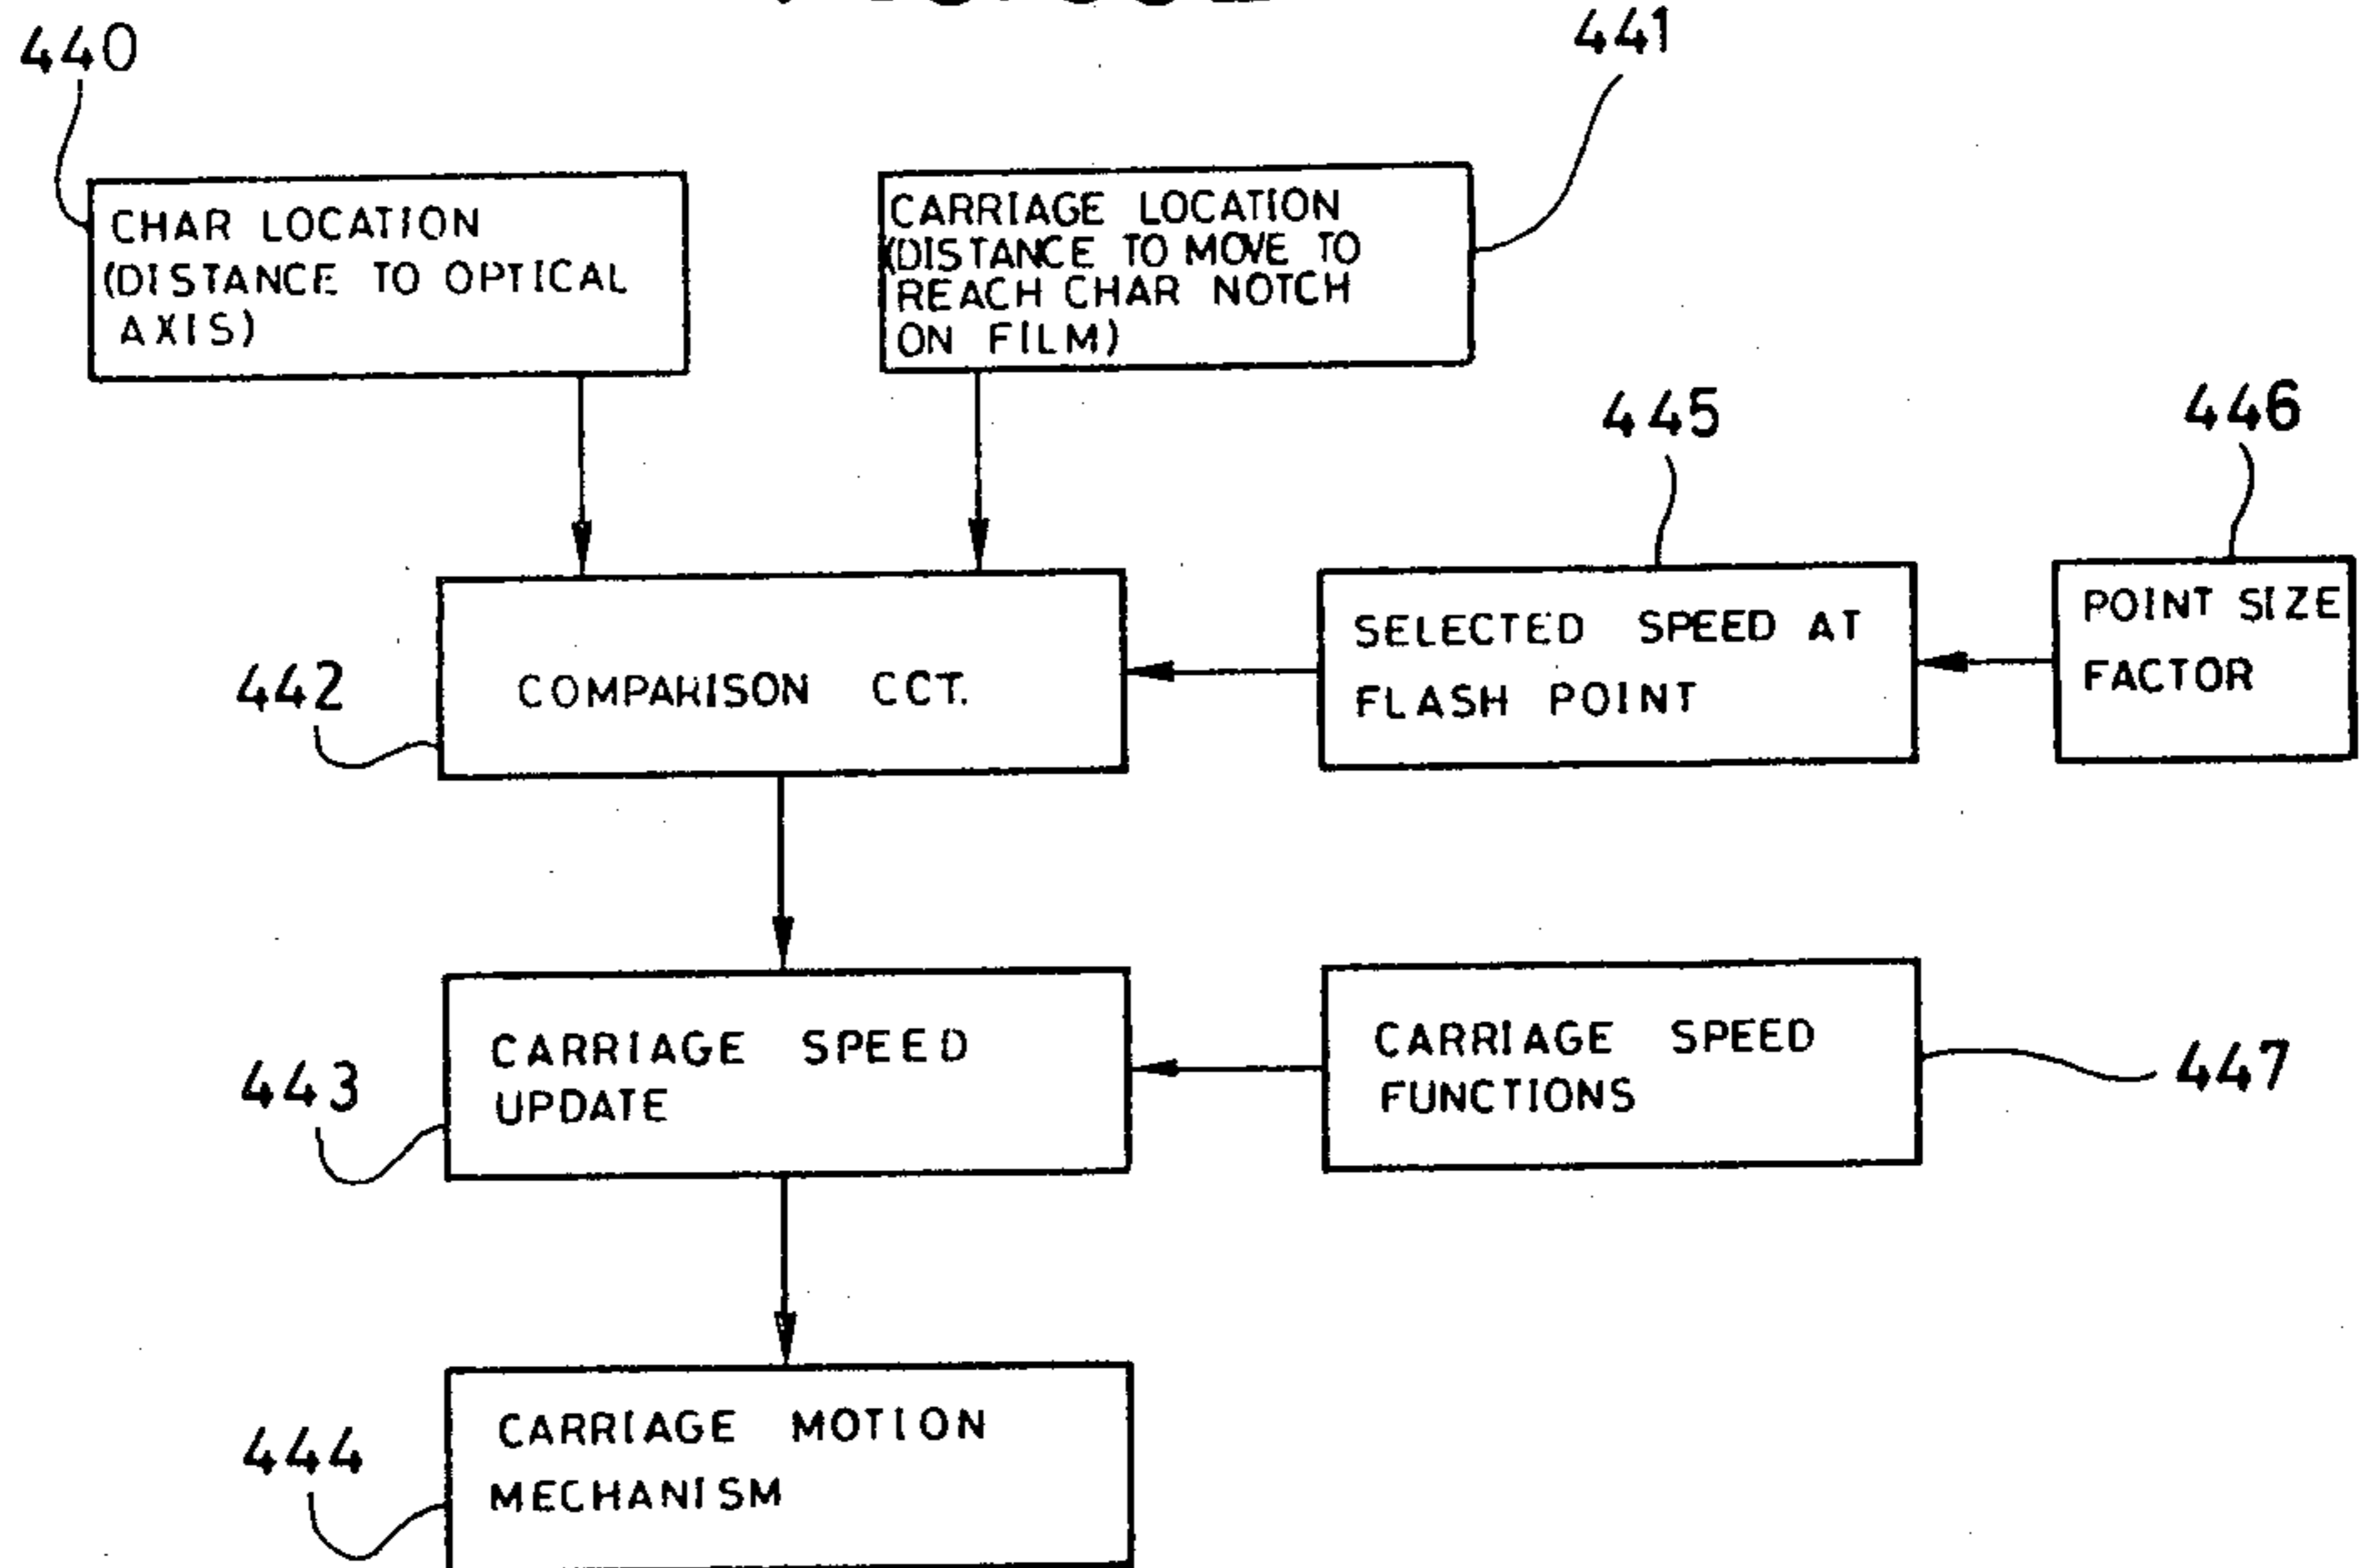 440
441
CHAR LOCATION
(DISTANCE TO OPTICAL
AXIS)
CARRIAGE LOCATION
(DISTANCE TO MOVE TO
REACH CHAR NOTCH
ON FILM)
445
446
442
COMPARISON CCT.
SELECTED SPEED AT
FLASH POINT
POINT SIZE
FACTOR
443
CARRIAGE SPEED
UPDATE
CARRIAGE SPEED
FUNCTIONS
447
444
CARRIAGE MOTION
MECHANISM